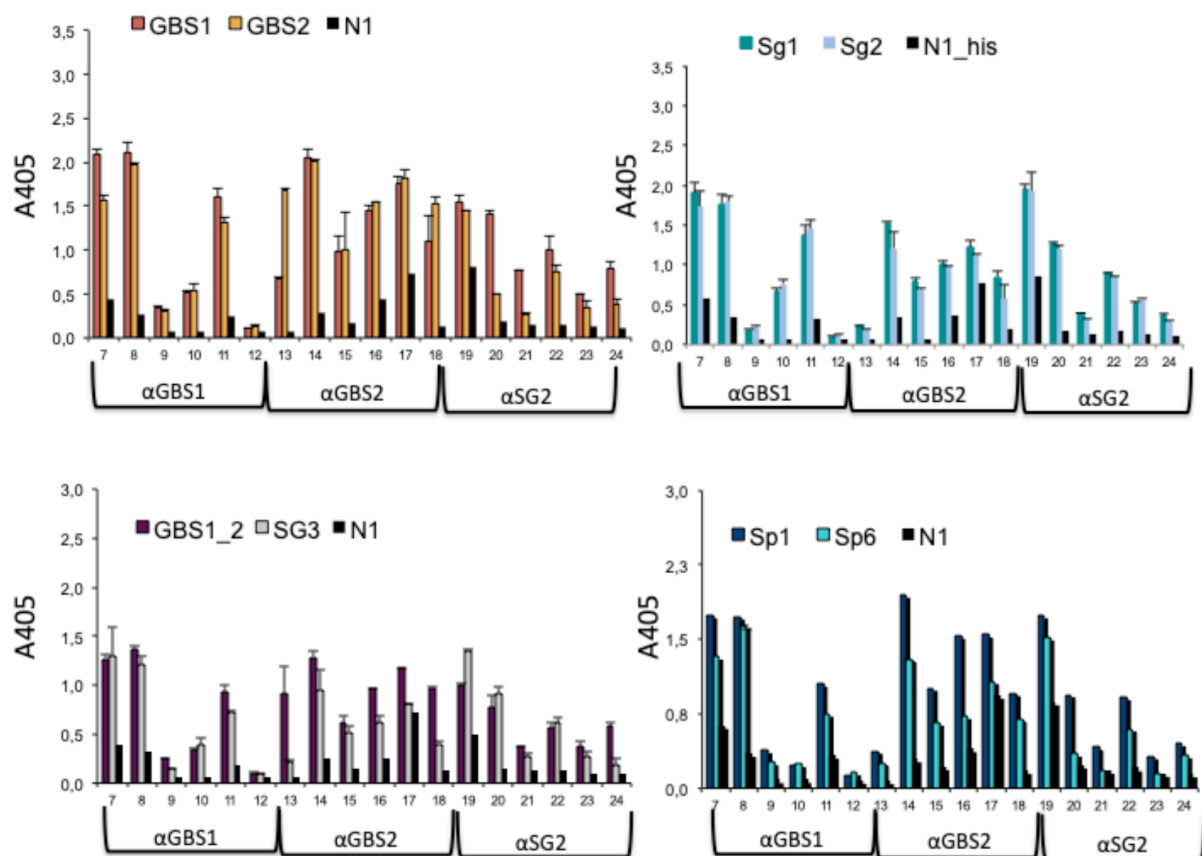 GBS1 GBS2 N1
3,5
3,0
2,5
2,0
1,5
1,0
0,5
0,0
A405
7 8 9 10 11 12 13 14 15 16 17 18 19 20 21 22 23 24
αGBS1 αGBS2 αSG2
Sg1 Sg2 N1_his
3,5
3,0
2,5
2,0
1,5
1,0
0,5
0,0
A405
7 8 9 10 11 12 13 14 15 16 17 18 19 20 21 22 23 24
αGBS1 αGBS2 αSG2
GBS1_2 SG3 N1
3,0
2,5
2,0
1,5
1,0
0,5
0,0
A405
7 8 9 10 11 12 13 14 15 16 17 18 19 20 21 22 23 24
αGBS1 αGBS2 αSG2
Sp1 Sp6 N1
3,0
2,3
1,5
0,8
0,0
A405
7 8 9 10 11 12 13 14 15 16 17 18 19 20 21 22 23 24
αGBS1 αGBS2 αSG2